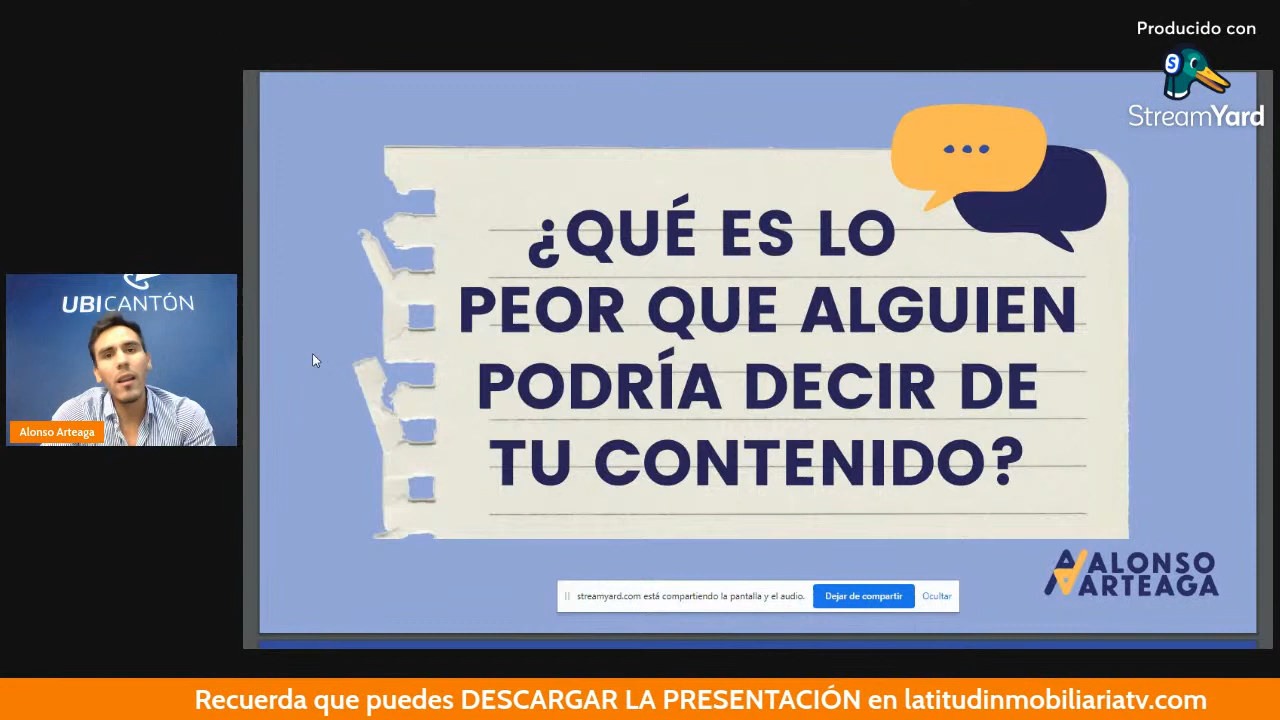 Producido con
S
StreamYard
¿QUÉ ES LO
PEOR QUE ALGUIEN
PODRÍA DECIR DE
TU CONTENIDO?
UBICANTÓN
Alonso Arteaga
ALONSO
ARTEAGA
streamyard.com está compartiendo la pantalla y el audio.
Dejar de compartir
Ocultar
Recuerda que puedes DESCARGAR LA PRESENTACIÓN en latitudinmobiliariatv.com